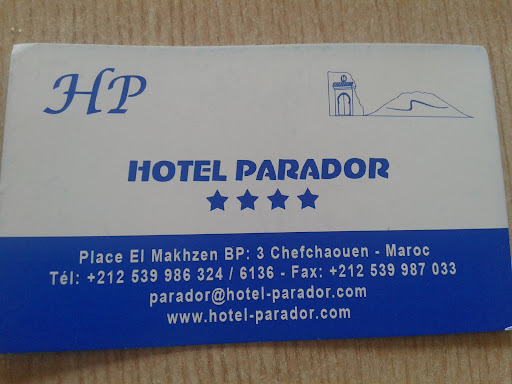 HP
HOTEL PARADOR
Place El Makhzen BP: 3 Chefchaouen - Maroc
Tél: +212 539 986 324 / 6136 - Fax: +212 539 987 033
parador@hotel-parador.com
www.hotel-parador.com